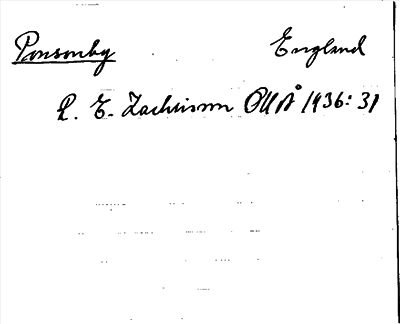 Ponsonby England
R. E. Zachrisson OUÅ 1936: 31